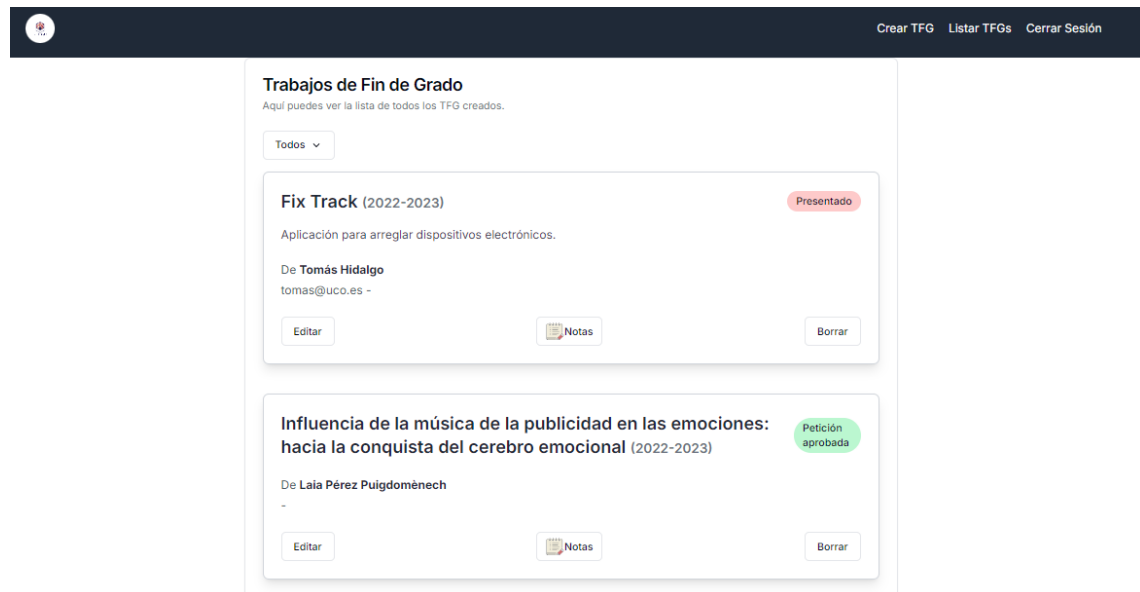 Crear TFG Listar TFGs Cerrar Sesión
Trabajos de Fin de Grado
Aquí puedes ver la lista de todos los TFG creados.
Todos
Fix Track (2022-2023)
Presentado
Aplicación para arreglar dispositivos electrónicos.
De Tomás Hidalgo
tomas@uco.es -
Editar
Notas
Borrar
Influencia de la música de la publicidad en las emociones:
hacia la conquista del cerebro emocional (2022-2023)
Petición
aprobada
De Laia Pérez Puigdomènech
-
Editar
Notas
Borrar